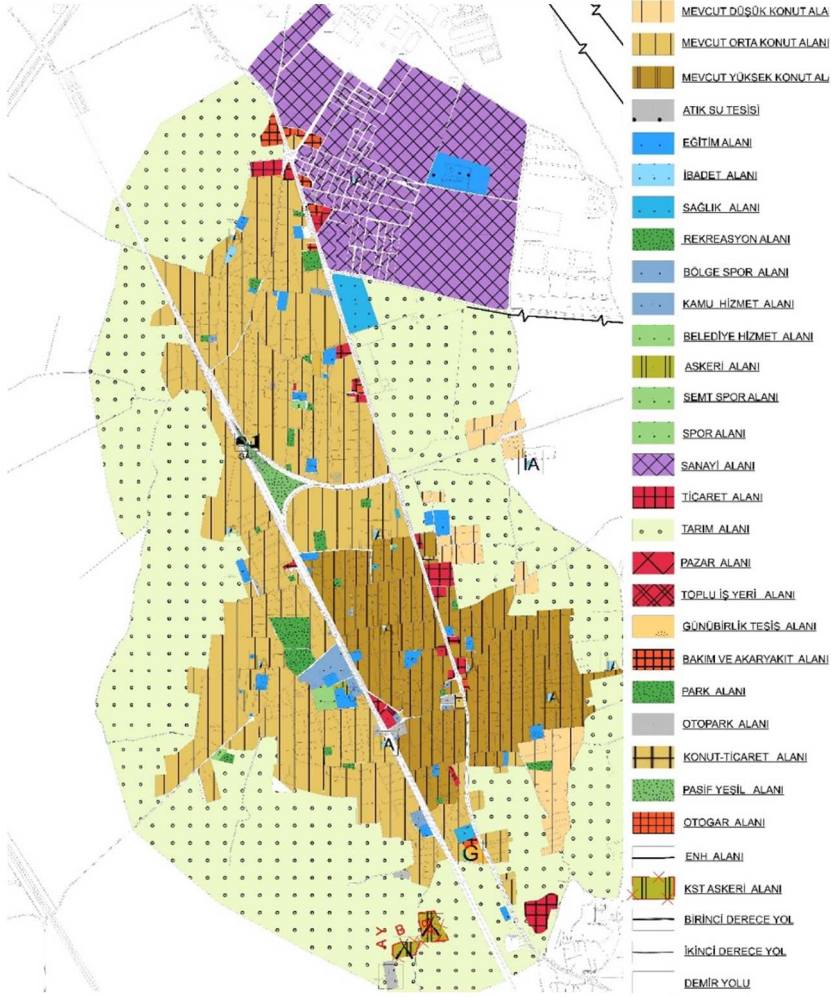 MEVCUT DÜŞÜK KONUT ALA
MEVCUT ORTA KONUT ALANI
MEVCUT YÜKSEK KONUT AL
ATIK SU TESİSİ
EĞİTİM ALANI
İBADET ALANI
SAĞLIK ALANI
REKREASYON ALANI
BÖLGE SPOR ALANI
KAMU HİZMET ALANI
BELEDİYE HİZMET ALANI
ASKERİ ALANI
SEMT SPOR ALANI
SPOR ALANI
SANAYİ ALANI
TİCARET ALANI
TARIM ALANI
PAZAR ALANI
TOPLU İŞ YERİ ALANI
GÜNÜBİRLİK TESİŞ ALANI
BAKIM VE AKARYAKIT ALANI
PARK ALANI
OTOPARK ALANI
KONUT-TİCARET ALANI
PASİF YEŞİL ALANI
OTOGAR ALANI
ENH ALANI
KST ASKERİ ALANI
BİRİNCİ DERECE YOL
İKİNCİ DERECE YOL
DEMİR YOLU
İA
A
T
A
G
A Y B